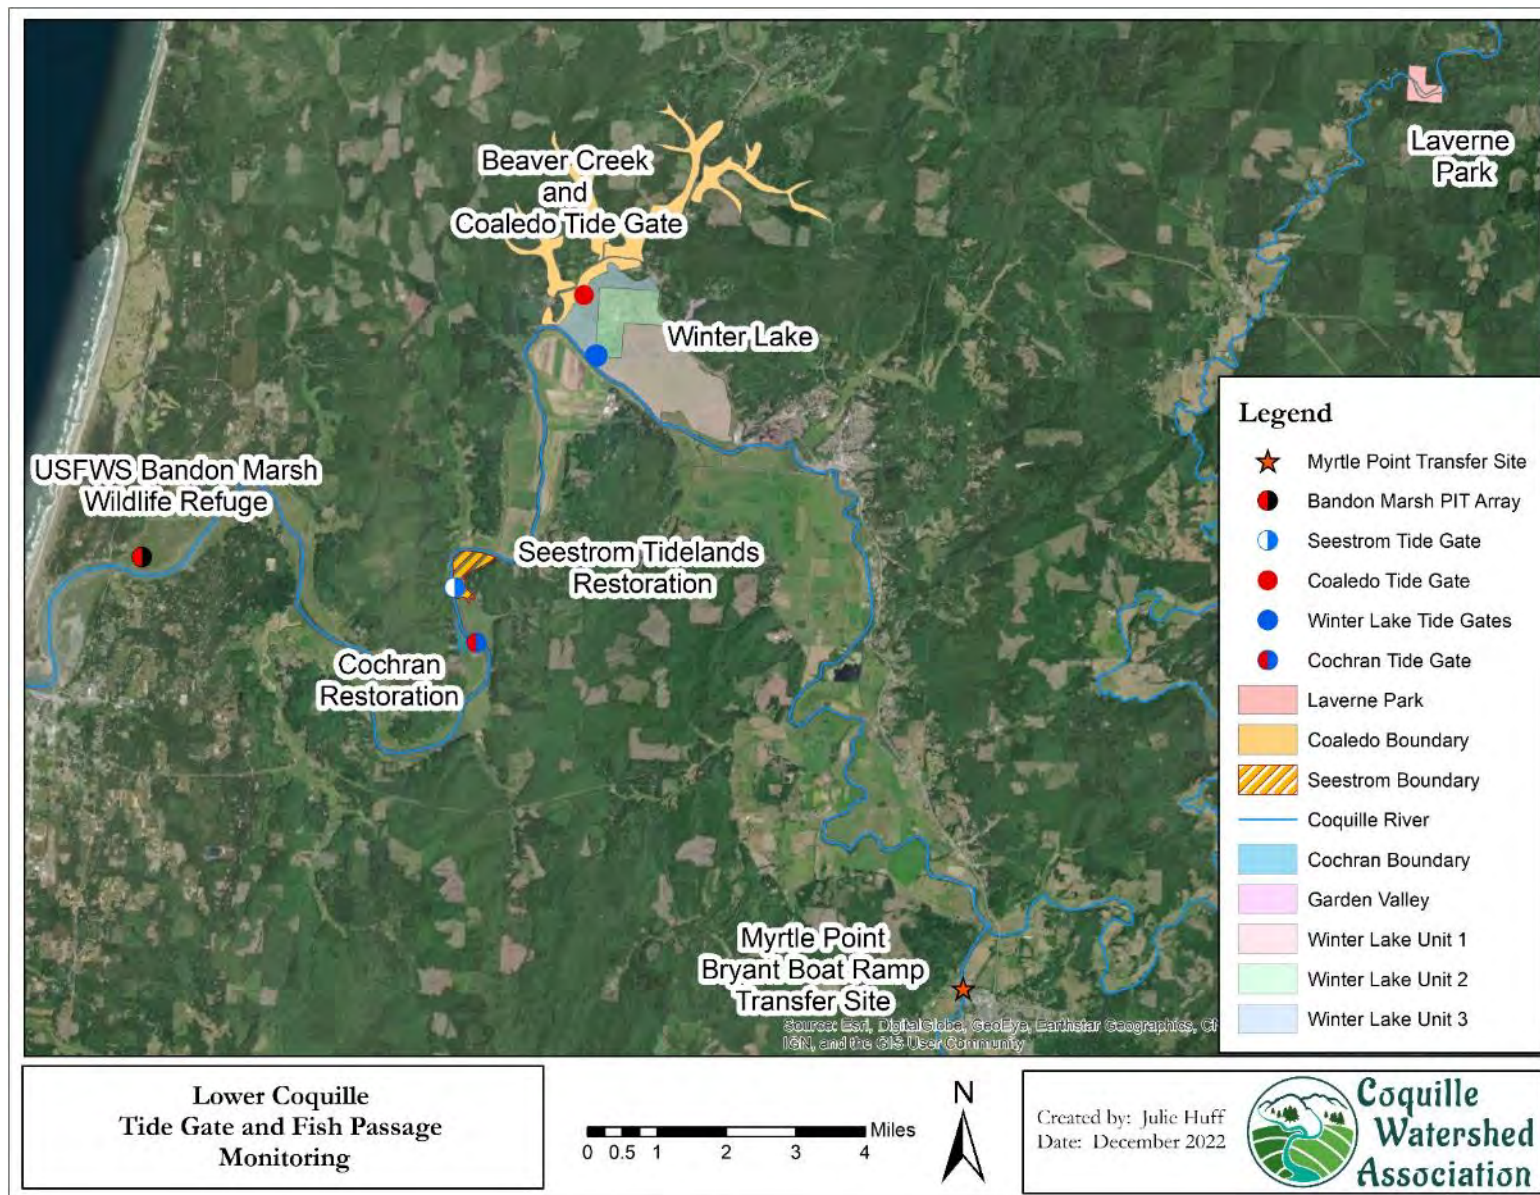 Beaver Creek
and
Coaledo Tide Gate
Laverne
Park
Winter Lake
USFWS Bandon Marsh
Wildlife Refuge
Seestrom Tidelands
Restoration
Cochran
Restoration
Myrtle Point
Bryant Boat Ramp
Transfer Site
Source: Esri, DigitalGlobe, GeoEye, Earthstar Geographics,
IGN, and the GIS User Community
Legend
Myrtle Point Transfer Site
Bandon Marsh PIT Array
Seestrom Tide Gate
Coaledo Tide Gate
Winter Lake Tide Gates
Cochran Tide Gate
Laverne Park
Coaledo Boundary
Seestrom Boundary
Coquille River
Cochran Boundary
Garden Valley
Winter Lake Unit 1
Winter Lake Unit 2
Winter Lake Unit 3
Lower Coquille
Tide Gate and Fish Passage
Monitoring
Miles
0 0.5 1 2 3 4
N
Created by: Julie Huff
Date: December 2022
Coquille
Watershed
Association